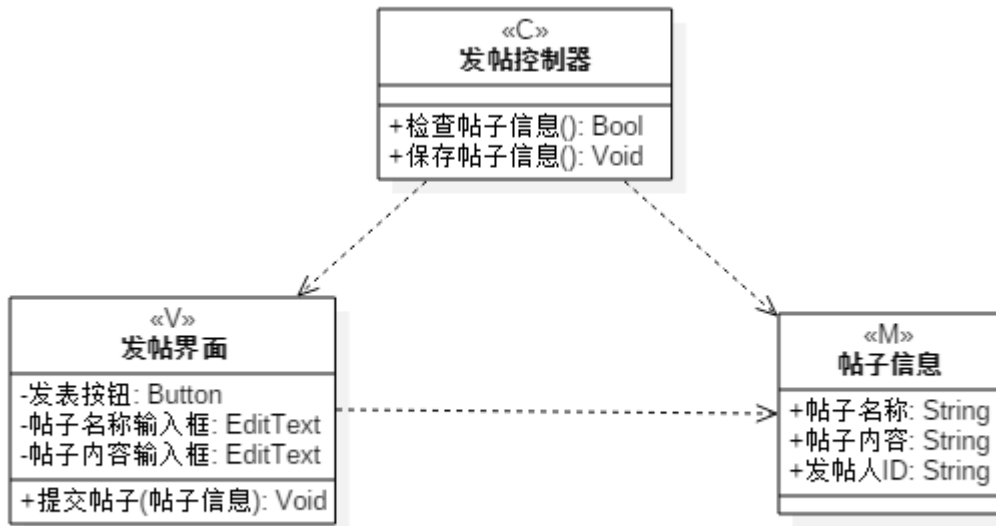 «C»
发帖控制器
+检查帖子信息(): Bool
+保存帖子信息(): Void
«V»
发帖界面
-发表按钮: Button
-帖子名称输入框: EditText
-帖子内容输入框: EditText
+提交帖子(帖子信息): Void
«M»
帖子信息
+帖子名称: String
+帖子内容: String
+发帖人ID: String